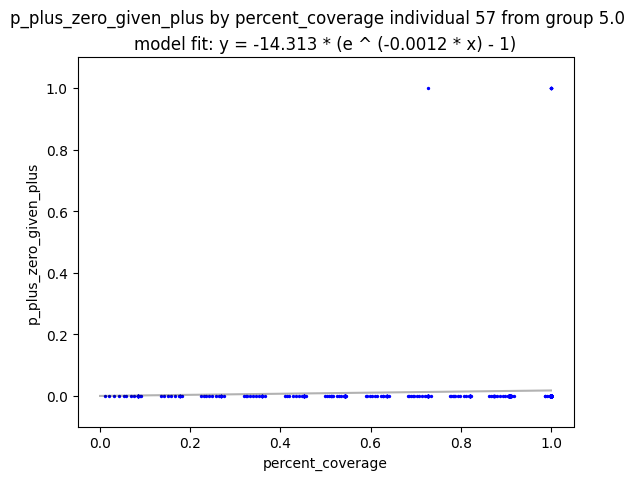 p_plus_zero_given_plus by percent_coverage individual 57 from group 5.0
model fit: y = -14.313 * (e ^ (-0.0012 * x) - 1)
1.0
0.8
0.6
0.4
0.2
0.0
p_plus_zero_given_plus
0.0 0.2 0.4 0.6 0.8 1.0
percent_coverage